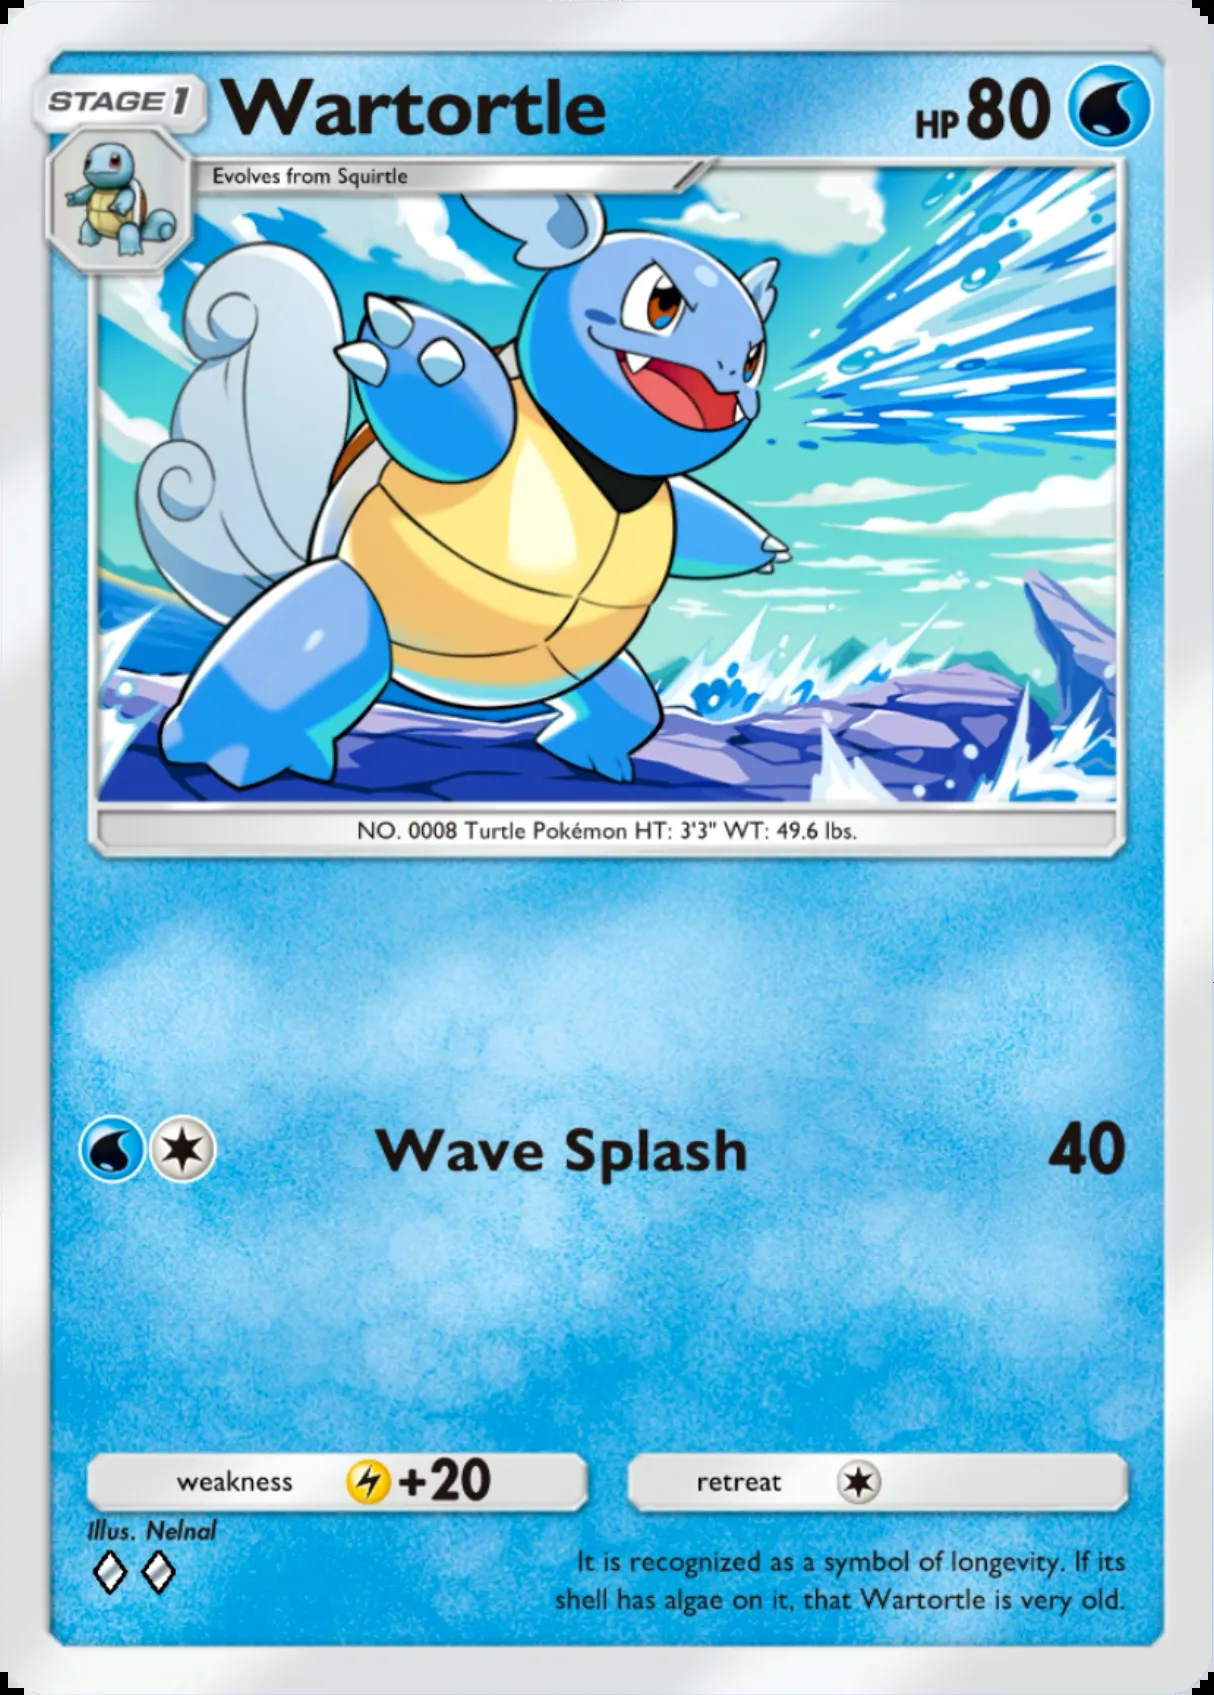 STAGE 1 Wartortle HP 80
Evolves from Squirtle
NO. 0008 Turtle Pokémon HT: 3'3" WT: 49.6 lbs.
Wave Splash 40
weakness +20 retreat
Illus. Nelnal
It is recognized as a symbol of longevity. If its
shell has algae on it, that Wartortle is very old.